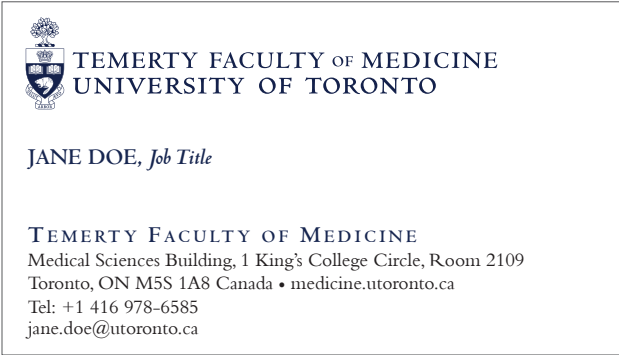 TEMERTY FACULTY OF MEDICINE
UNIVERSITY OF TORONTO
JANE DOE, Job Title
TEMERTY FACULTY OF MEDICINE
Medical Sciences Building, 1 King's College Circle, Room 2109
Toronto, ON M5S 1A8 Canada • medicine.utoronto.ca
Tel: +1 416 978-6585
jane.doe@utoronto.ca